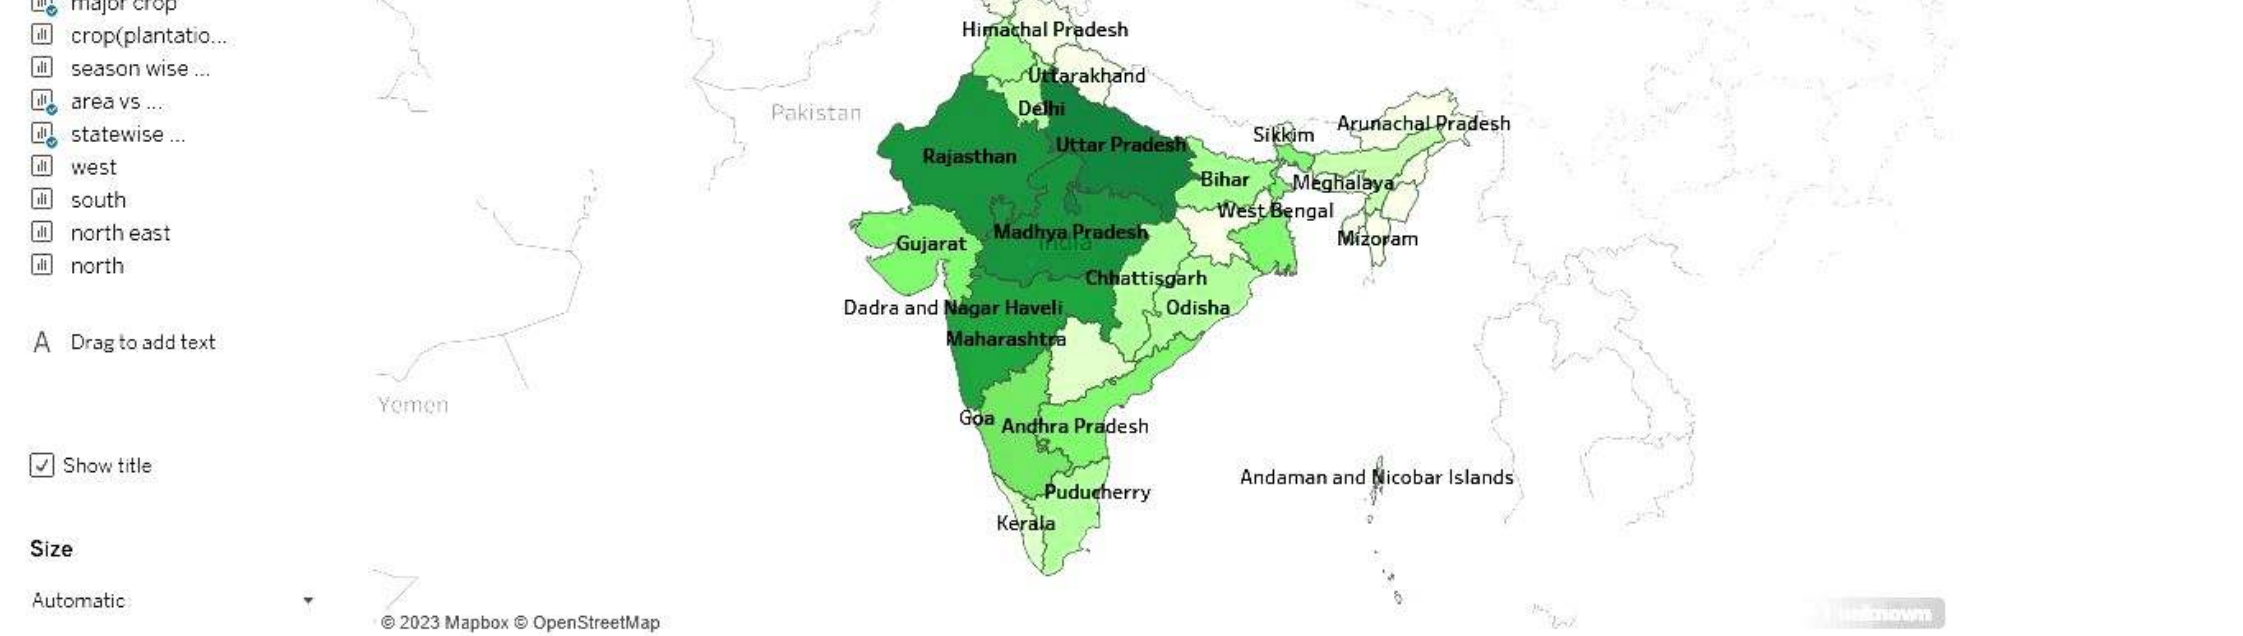 major crop
crop(plantatio...
season wise ...
area vs ...
statewise ...
west
south
north east
north
A Drag to add text
Show title
Size
Automatic
Himachal Pradesh
Uttarakhand
Pakistan
Delhi
Arunachal Pradesh
Sikkim
Uttar Pradesh
Rajasthan
Bihar
Meghalaya
West Bengal
Madhya Pradesh
Mizoram
Gujarat
India
Chhattisgarh
Dadra and Nagar Haveli
Odisha
Maharashtra
Yemen
Goa
Andhra Pradesh
Andaman and Nicobar Islands
Puducherry
Kerala
unknown
© 2023 Mapbox © OpenStreetMap